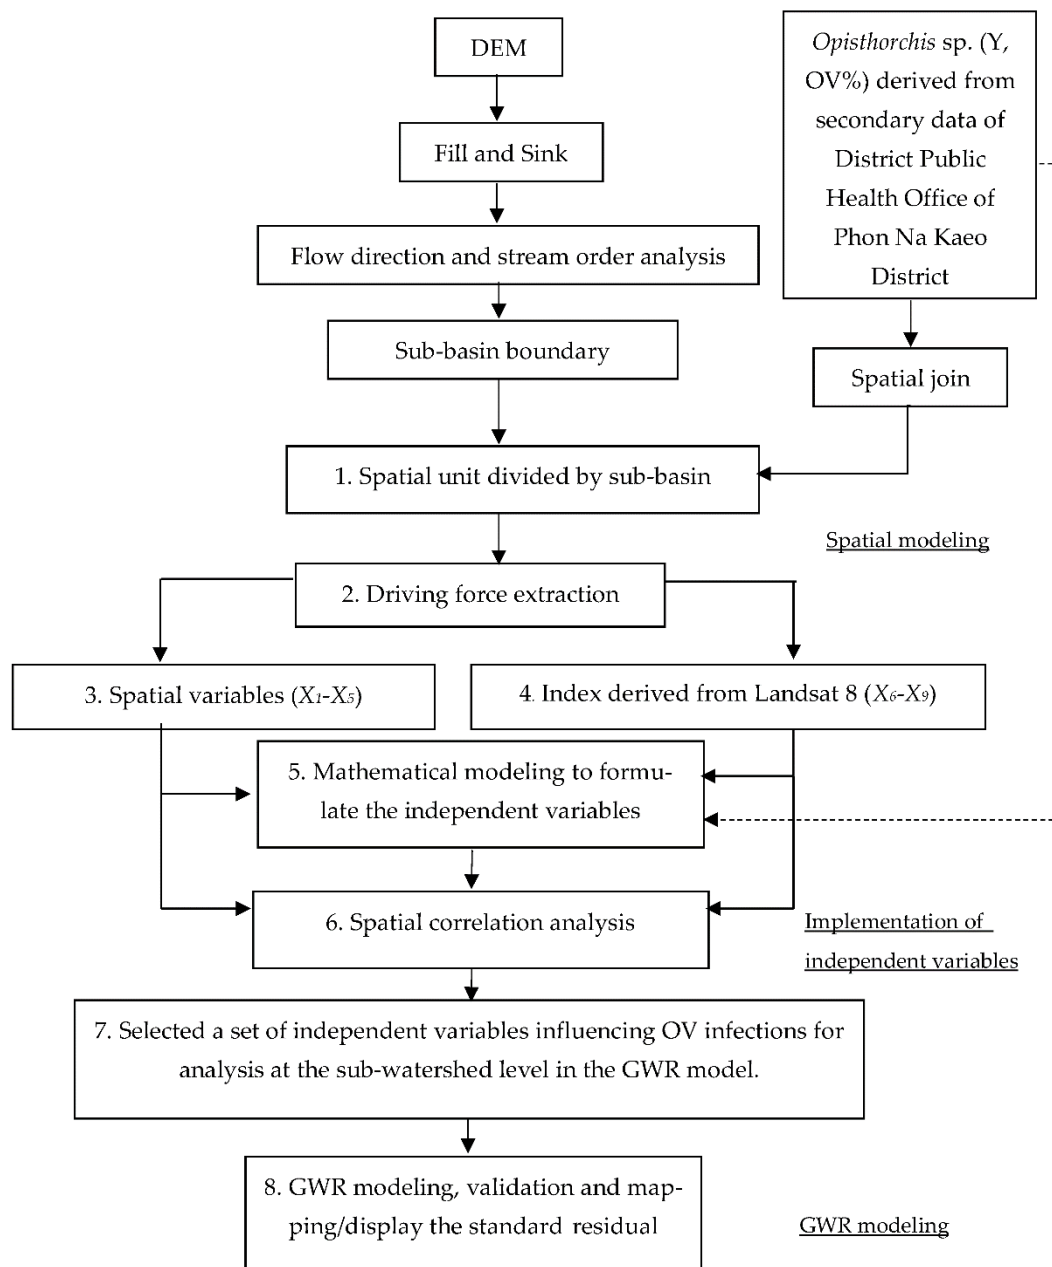 DEM
Opisthorchis sp. (Y,
OV%) derived from
secondary data of
District Public
Health Office of
Phon Na Kaeo
District
Fill and Sink
Flow direction and stream order analysis
Sub-basin boundary
Spatial join
1. Spatial unit divided by sub-basin
Spatial modeling
2. Driving force extraction
3. Spatial variables (X1-X5)
4. Index derived from Landsat 8 (X6-X9)
5. Mathematical modeling to formu-
late the independent variables
6. Spatial correlation analysis
Implementation of
independent variables
7. Selected a set of independent variables influencing OV infections for
analysis at the sub-watershed level in the GWR model.
8. GWR modeling, validation and map-
ping/display the standard residual
GWR modeling